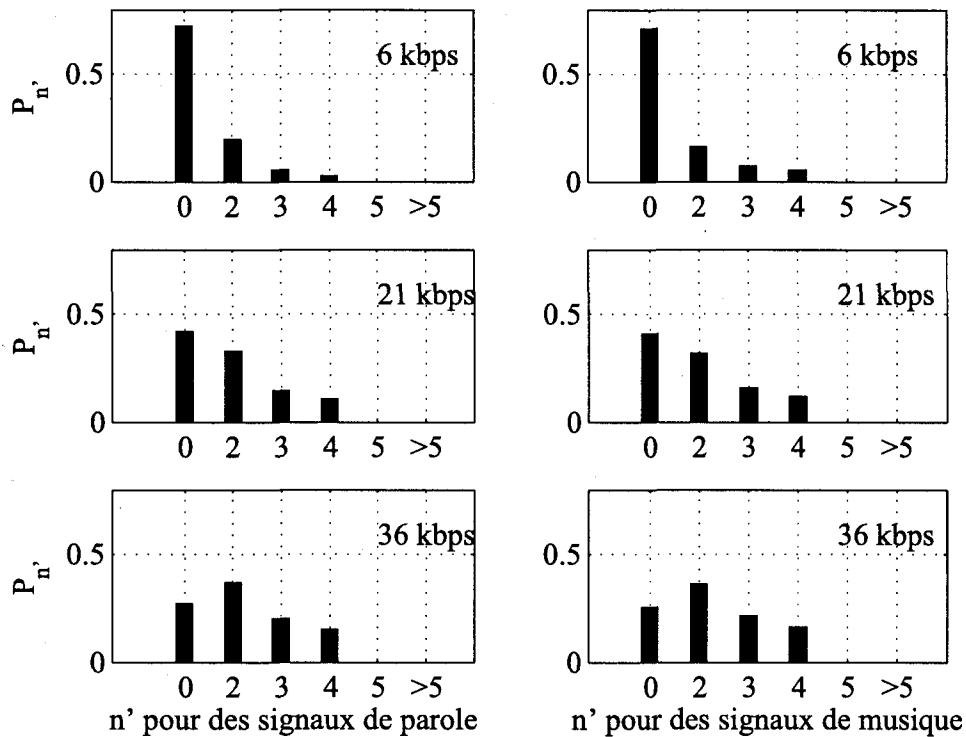 6 kbps
P_n'
0.5
0
0 2 3 4 5 >5
6 kbps
0.5
0
0 2 3 4 5 >5
21 kbps
P_n'
0.5
0
0 2 3 4 5 >5
21 kbps
0.5
0
0 2 3 4 5 >5
36 kbps
P_n'
0.5
0
0 2 3 4 5 >5
n' pour des signaux de parole
36 kbps
0.5
0
0 2 3 4 5 >5
n' pour des signaux de musique